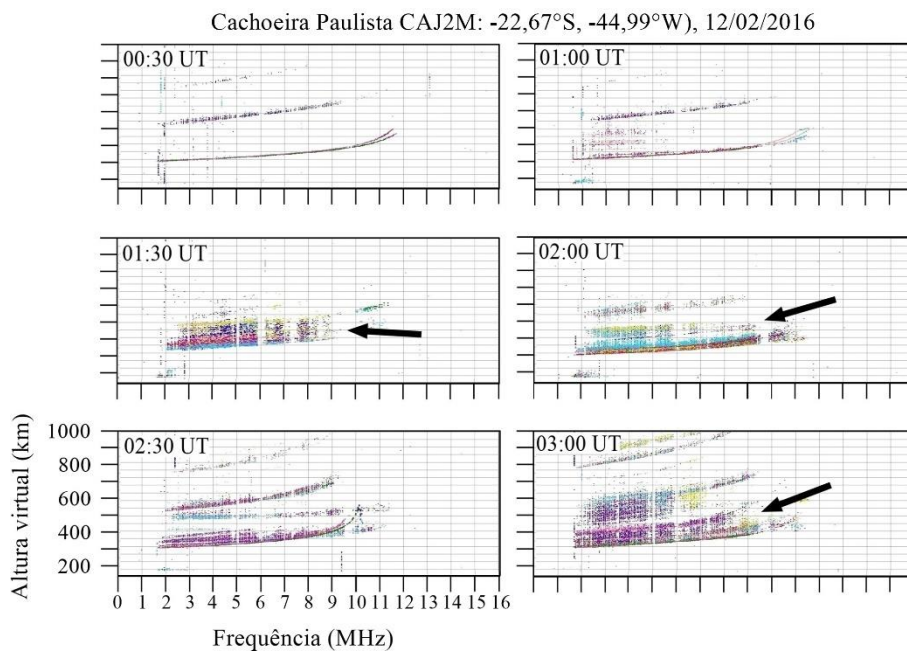 Cachoeira Paulista CAJ2M: -22,67°S, -44,99°W), 12/02/2016
00:30 UT
01:00 UT
01:30 UT
02:00 UT
02:30 UT
03:00 UT
Altura virtual (km)
1000
800
600
400
200
0 1 2 3 4 5 6 7 8 9 10 11 12 13 14 15 16
Frequência (MHz)